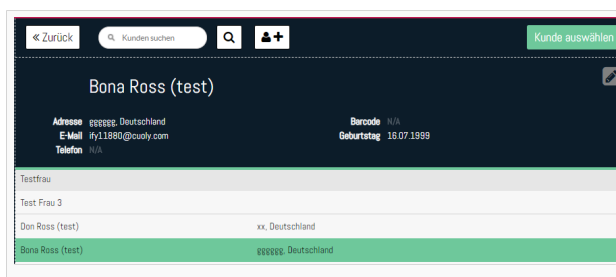 « Zurück
Kunden suchen
Kunde auswählen
Bona Ross (test)
Adresse gggggg, Deutschland
Barcode N/A
E-Mail ify11880@cuoly.com
Geburtstag 16.07.1999
Telefon N/A
Testfrau
Test Frau 3
Don Ross (test) xx, Deutschland
Bona Ross (test) gggggg, Deutschland